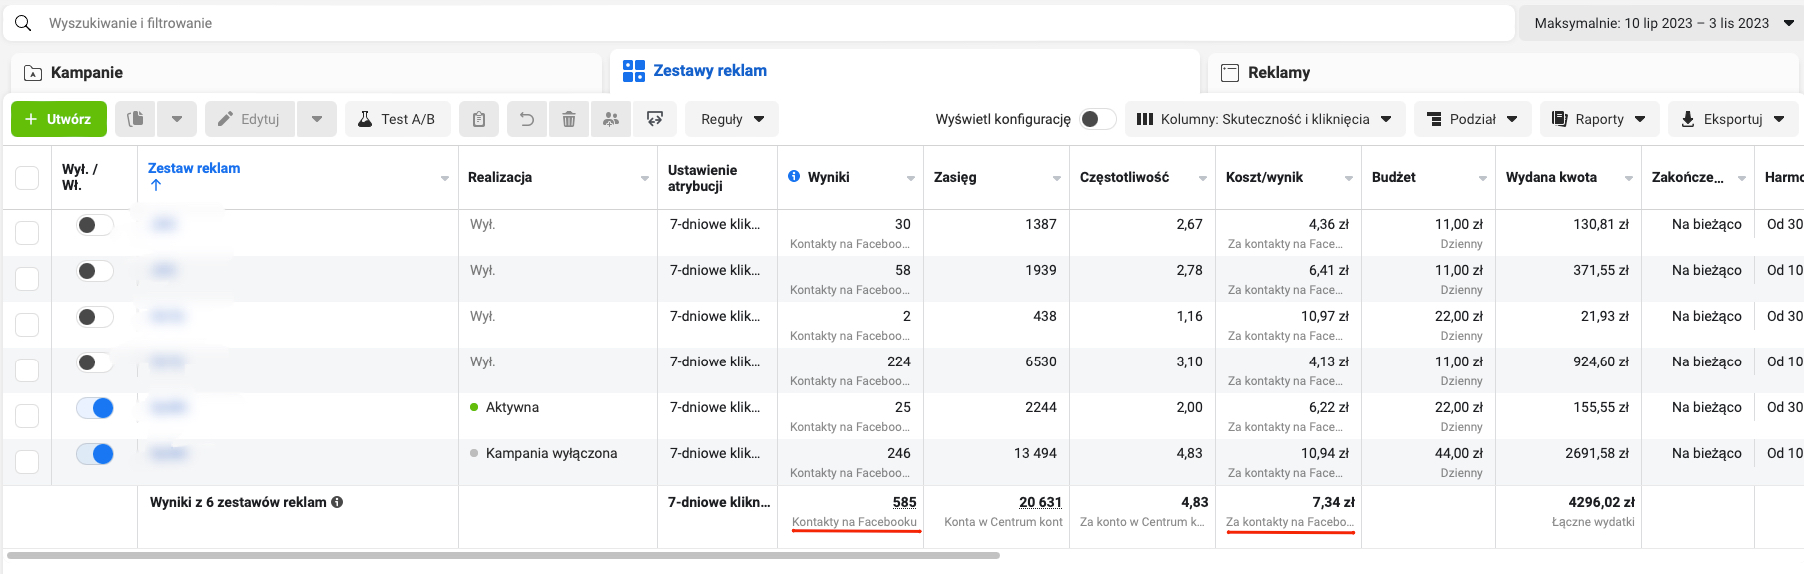 Wyszukiwanie i filtrowanie
Maksymalnie: 10 lip 2023 – 3 lis 2023
Kampanie
Zestawy reklam
Reklamy
+ Utwórz
Edytuj
Test A/B
Reguły
Wyświetl konfigurację
Kolumny: Skuteczność i kliknięcia
Podział
Raporty
Eksportuj
Wył. / Wł.
Zestaw reklam ↑
Realizacja
Ustawienie atrybucji
Wyniki
Zasięg
Częstotliwość
Koszt/wynik
Budżet
Wydana kwota
Zakończe...
Harmo
Wył. 7-dniowe klik... 30 1387 2,67 4,36 zł 11,00 zł 130,81 zł Na bieżąco Od 30
Kontakty na Faceboo... Za kontakty na Face... Dzienny
Wył. 7-dniowe klik... 58 1939 2,78 6,41 zł 11,00 zł 371,55 zł Na bieżąco Od 10
Kontakty na Faceboo... Za kontakty na Face... Dzienny
Wył. 7-dniowe klik... 2 438 1,16 10,97 zł 22,00 zł 21,93 zł Na bieżąco Od 30
Kontakty na Faceboo... Za kontakty na Face... Dzienny
Wył. 7-dniowe klik... 224 6530 3,10 4,13 zł 11,00 zł 924,60 zł Na bieżąco Od 10
Kontakty na Faceboo... Za kontakty na Face... Dzienny
Aktywna 7-dniowe klik... 25 2244 2,00 6,22 zł 22,00 zł 155,55 zł Na bieżąco Od 30
Kontakty na Faceboo... Za kontakty na Face... Dzienny
Kampania wyłączona 7-dniowe klik... 246 13 494 4,83 10,94 zł 44,00 zł 2691,58 zł Na bieżąco Od 10
Kontakty na Faceboo... Za kontakty na Face... Dzienny
Wyniki z 6 zestawów reklam 7-dniowe klikn... 585 20 631 4,83 7,34 zł 4296,02 zł
Kontakty na Facebooku Konta w Centrum kont Za konto w Centrum k... Za kontakty na Facebo... Łączne wydatki